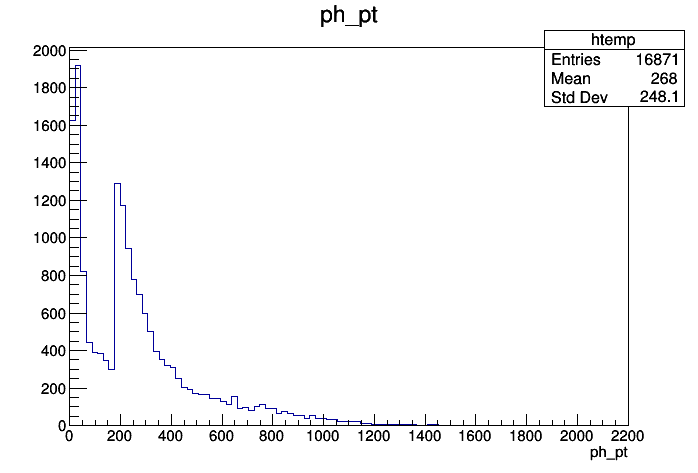 ph_pt
htemp
Entries 16871
Mean 268
Std Dev 248.1
2000
1800
1600
1400
1200
1000
800
600
400
200
0
0 200 400 600 800 1000 1200 1400 1600 1800 2000 2200
ph_pt